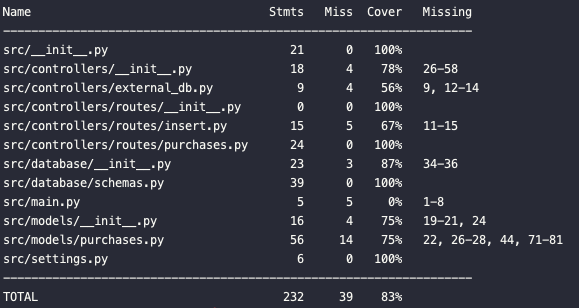 Name Stmts Miss Cover Missing
----------------------------------------------------------------
src/__init__.py 21 0 100%
src/controllers/__init__.py 18 4 78% 26-58
src/controllers/external_db.py 9 4 56% 9, 12-14
src/controllers/routes/__init__.py 0 0 100%
src/controllers/routes/insert.py 15 5 67% 11-15
src/controllers/routes/purchases.py 24 0 100%
src/database/__init__.py 23 3 87% 34-36
src/database/schemas.py 39 0 100%
src/main.py 5 5 0% 1-8
src/models/__init__.py 16 4 75% 19-21, 24
src/models/purchases.py 56 14 75% 22, 26-28, 44, 71-81
src/settings.py 6 0 100%
----------------------------------------------------------------
TOTAL 232 39 83%